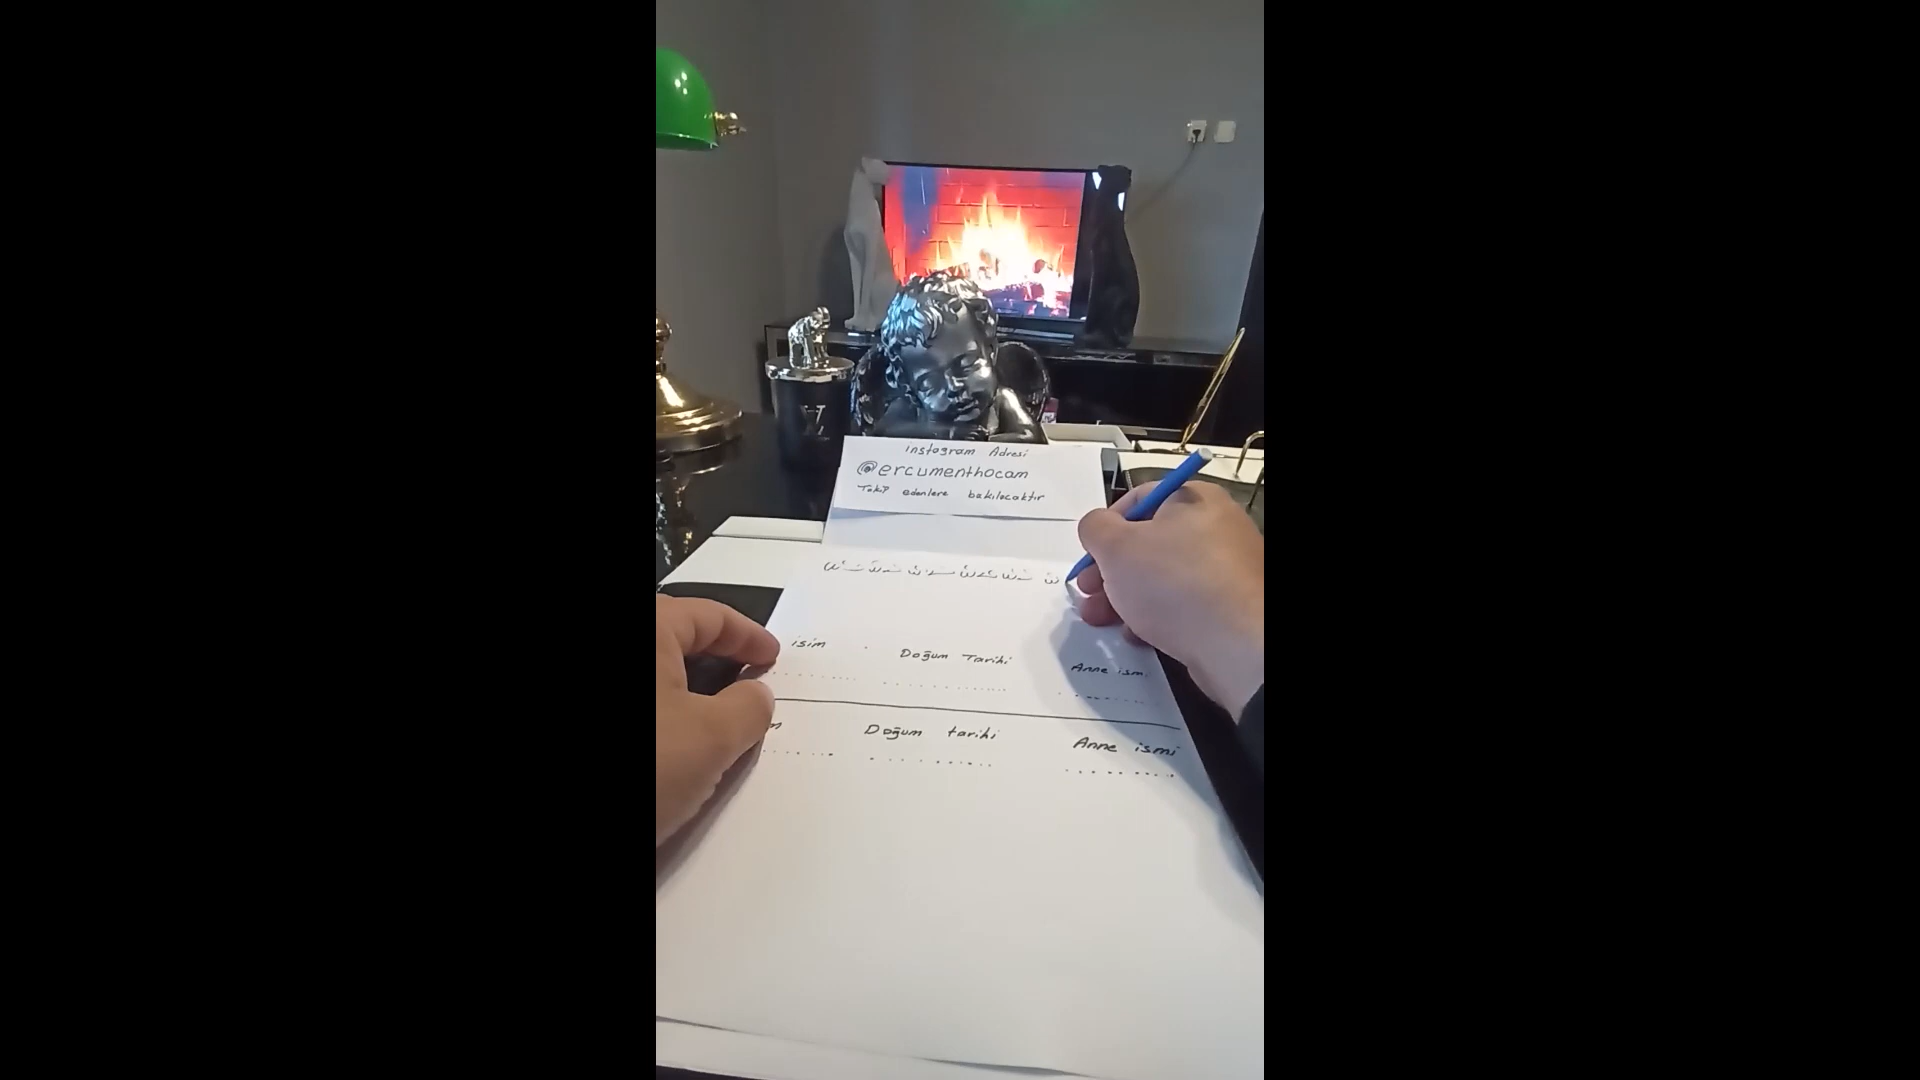 instagram Adresi
@ercumenthocam
Takip edenlere bakılacaktır
isim Doğum Tarihi Anne ismi
Doğum tarihi Anne ismi